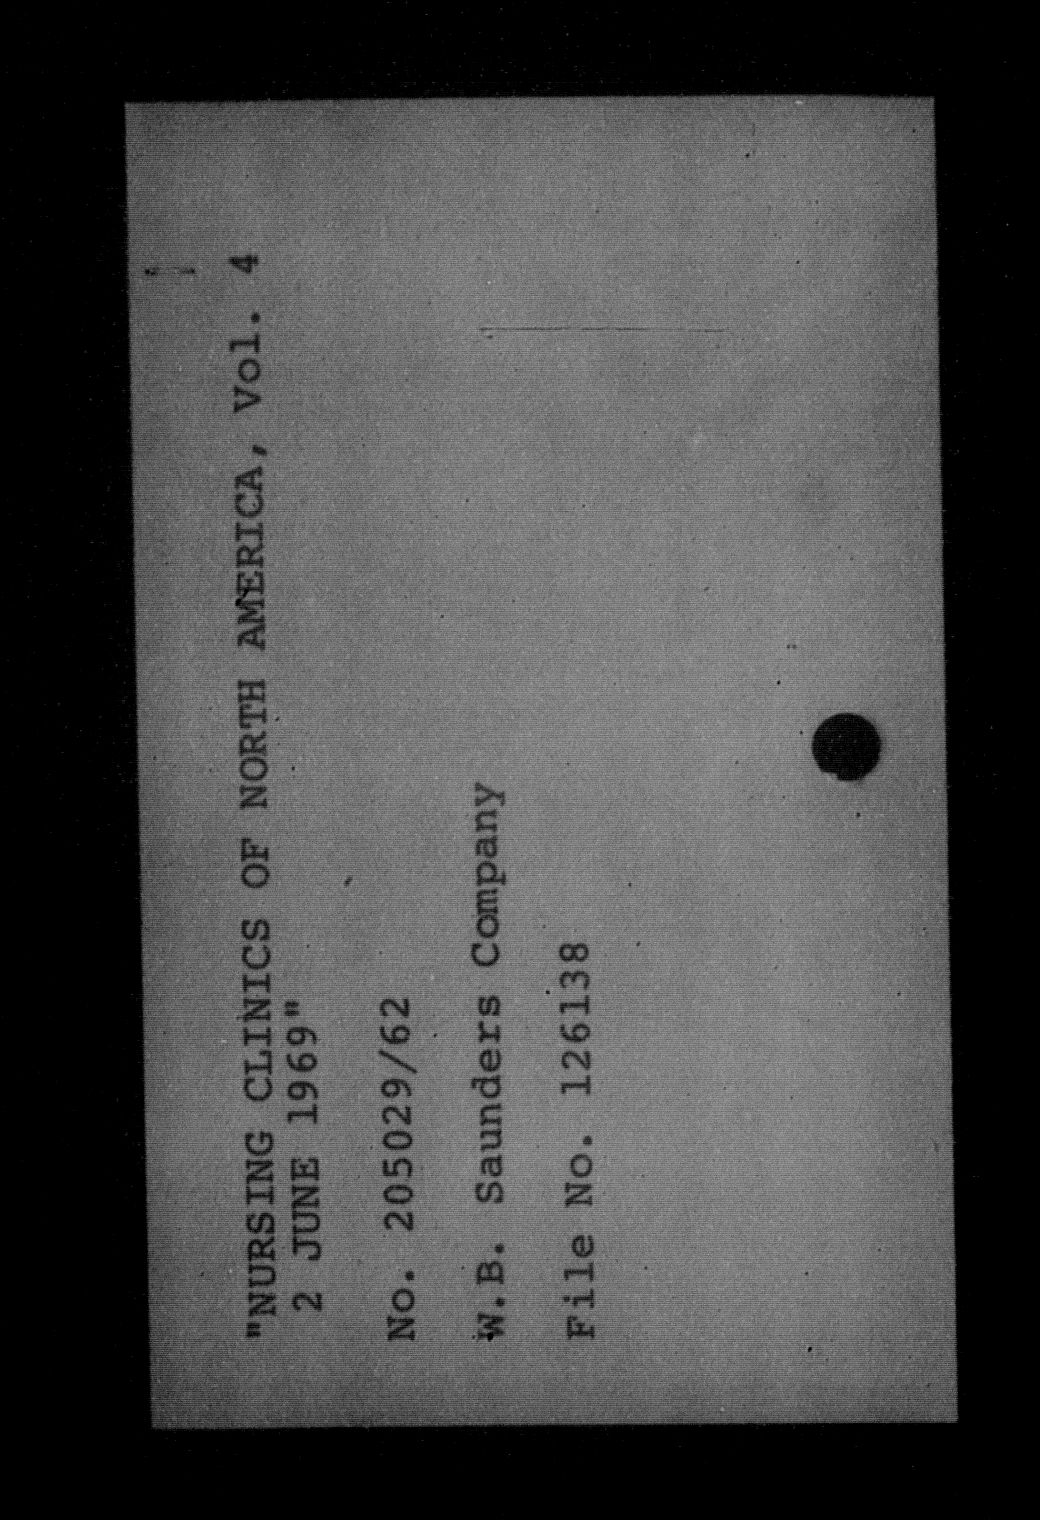 "NURSING CLINICS OF NORTH AMERICA, Vol. 4
2 JUNE 1969"
No. 205029/62
W.B. Saunders Company
File No. 126138